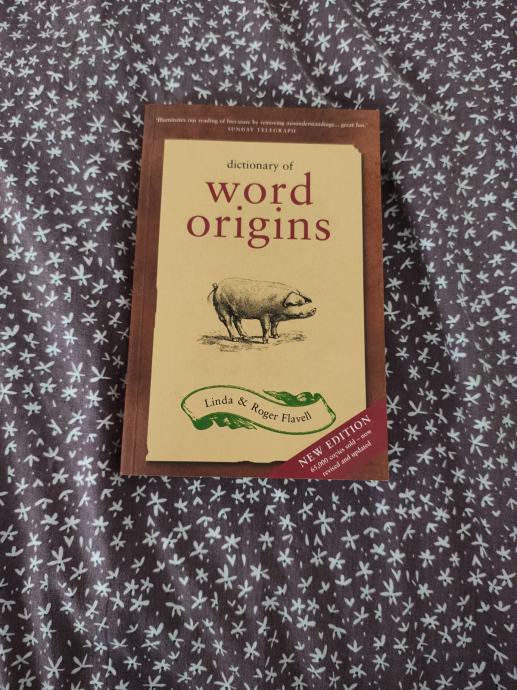 'Illuminates our reading of literature by removing misunderstandings... great fun.'
SUNDAY TELEGRAPH
dictionary of
word
origins
Linda & Roger Flavell
NEW EDITION
65,000 copies sold – now
revised and updated